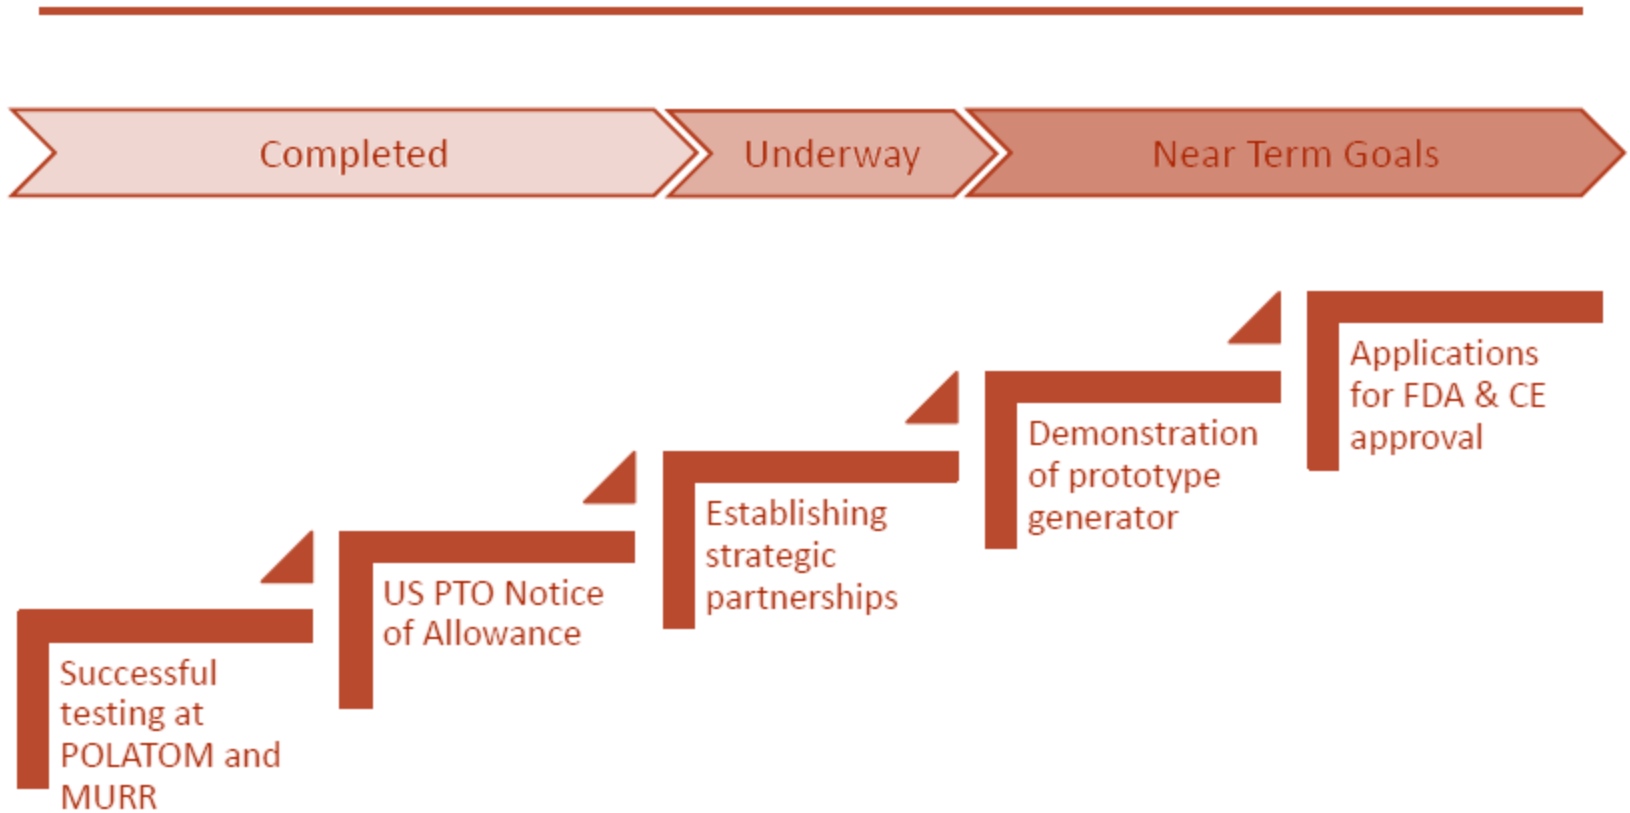 Completed
Underway
Near Term Goals
Successful
testing at
POLATOM and
MURR
US PTO Notice
of Allowance
Establishing
strategic
partnerships
Demonstration
of prototype
generator
Applications
for FDA & CE
approval